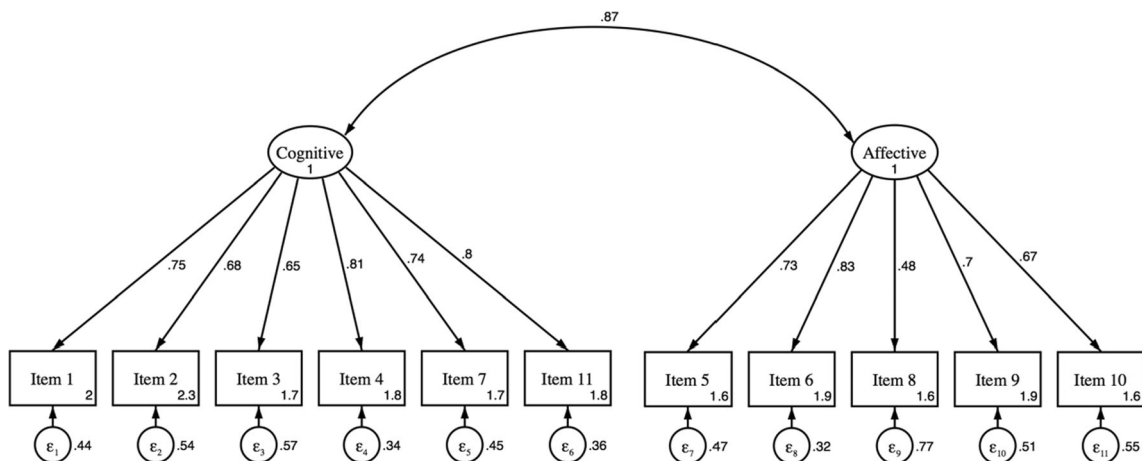 .87
Cognitive
1
Affective
1
.75 .68 .65 .81 .74 .8 .73 .83 .48 .7 .67
Item 1 Item 2 Item 3 Item 4 Item 7 Item 11 Item 5 Item 6 Item 8 Item 9 Item 10
2 2.3 1.7 1.8 1.7 1.8 1.6 1.9 1.6 1.9 1.6
ε₁ .44 ε₂ .54 ε₃ .57 ε₄ .34 ε₅ .45 ε₆ .36 ε₇ .47 ε₈ .32 ε₉ .77 ε₁₀ .51 ε₁₁ .55